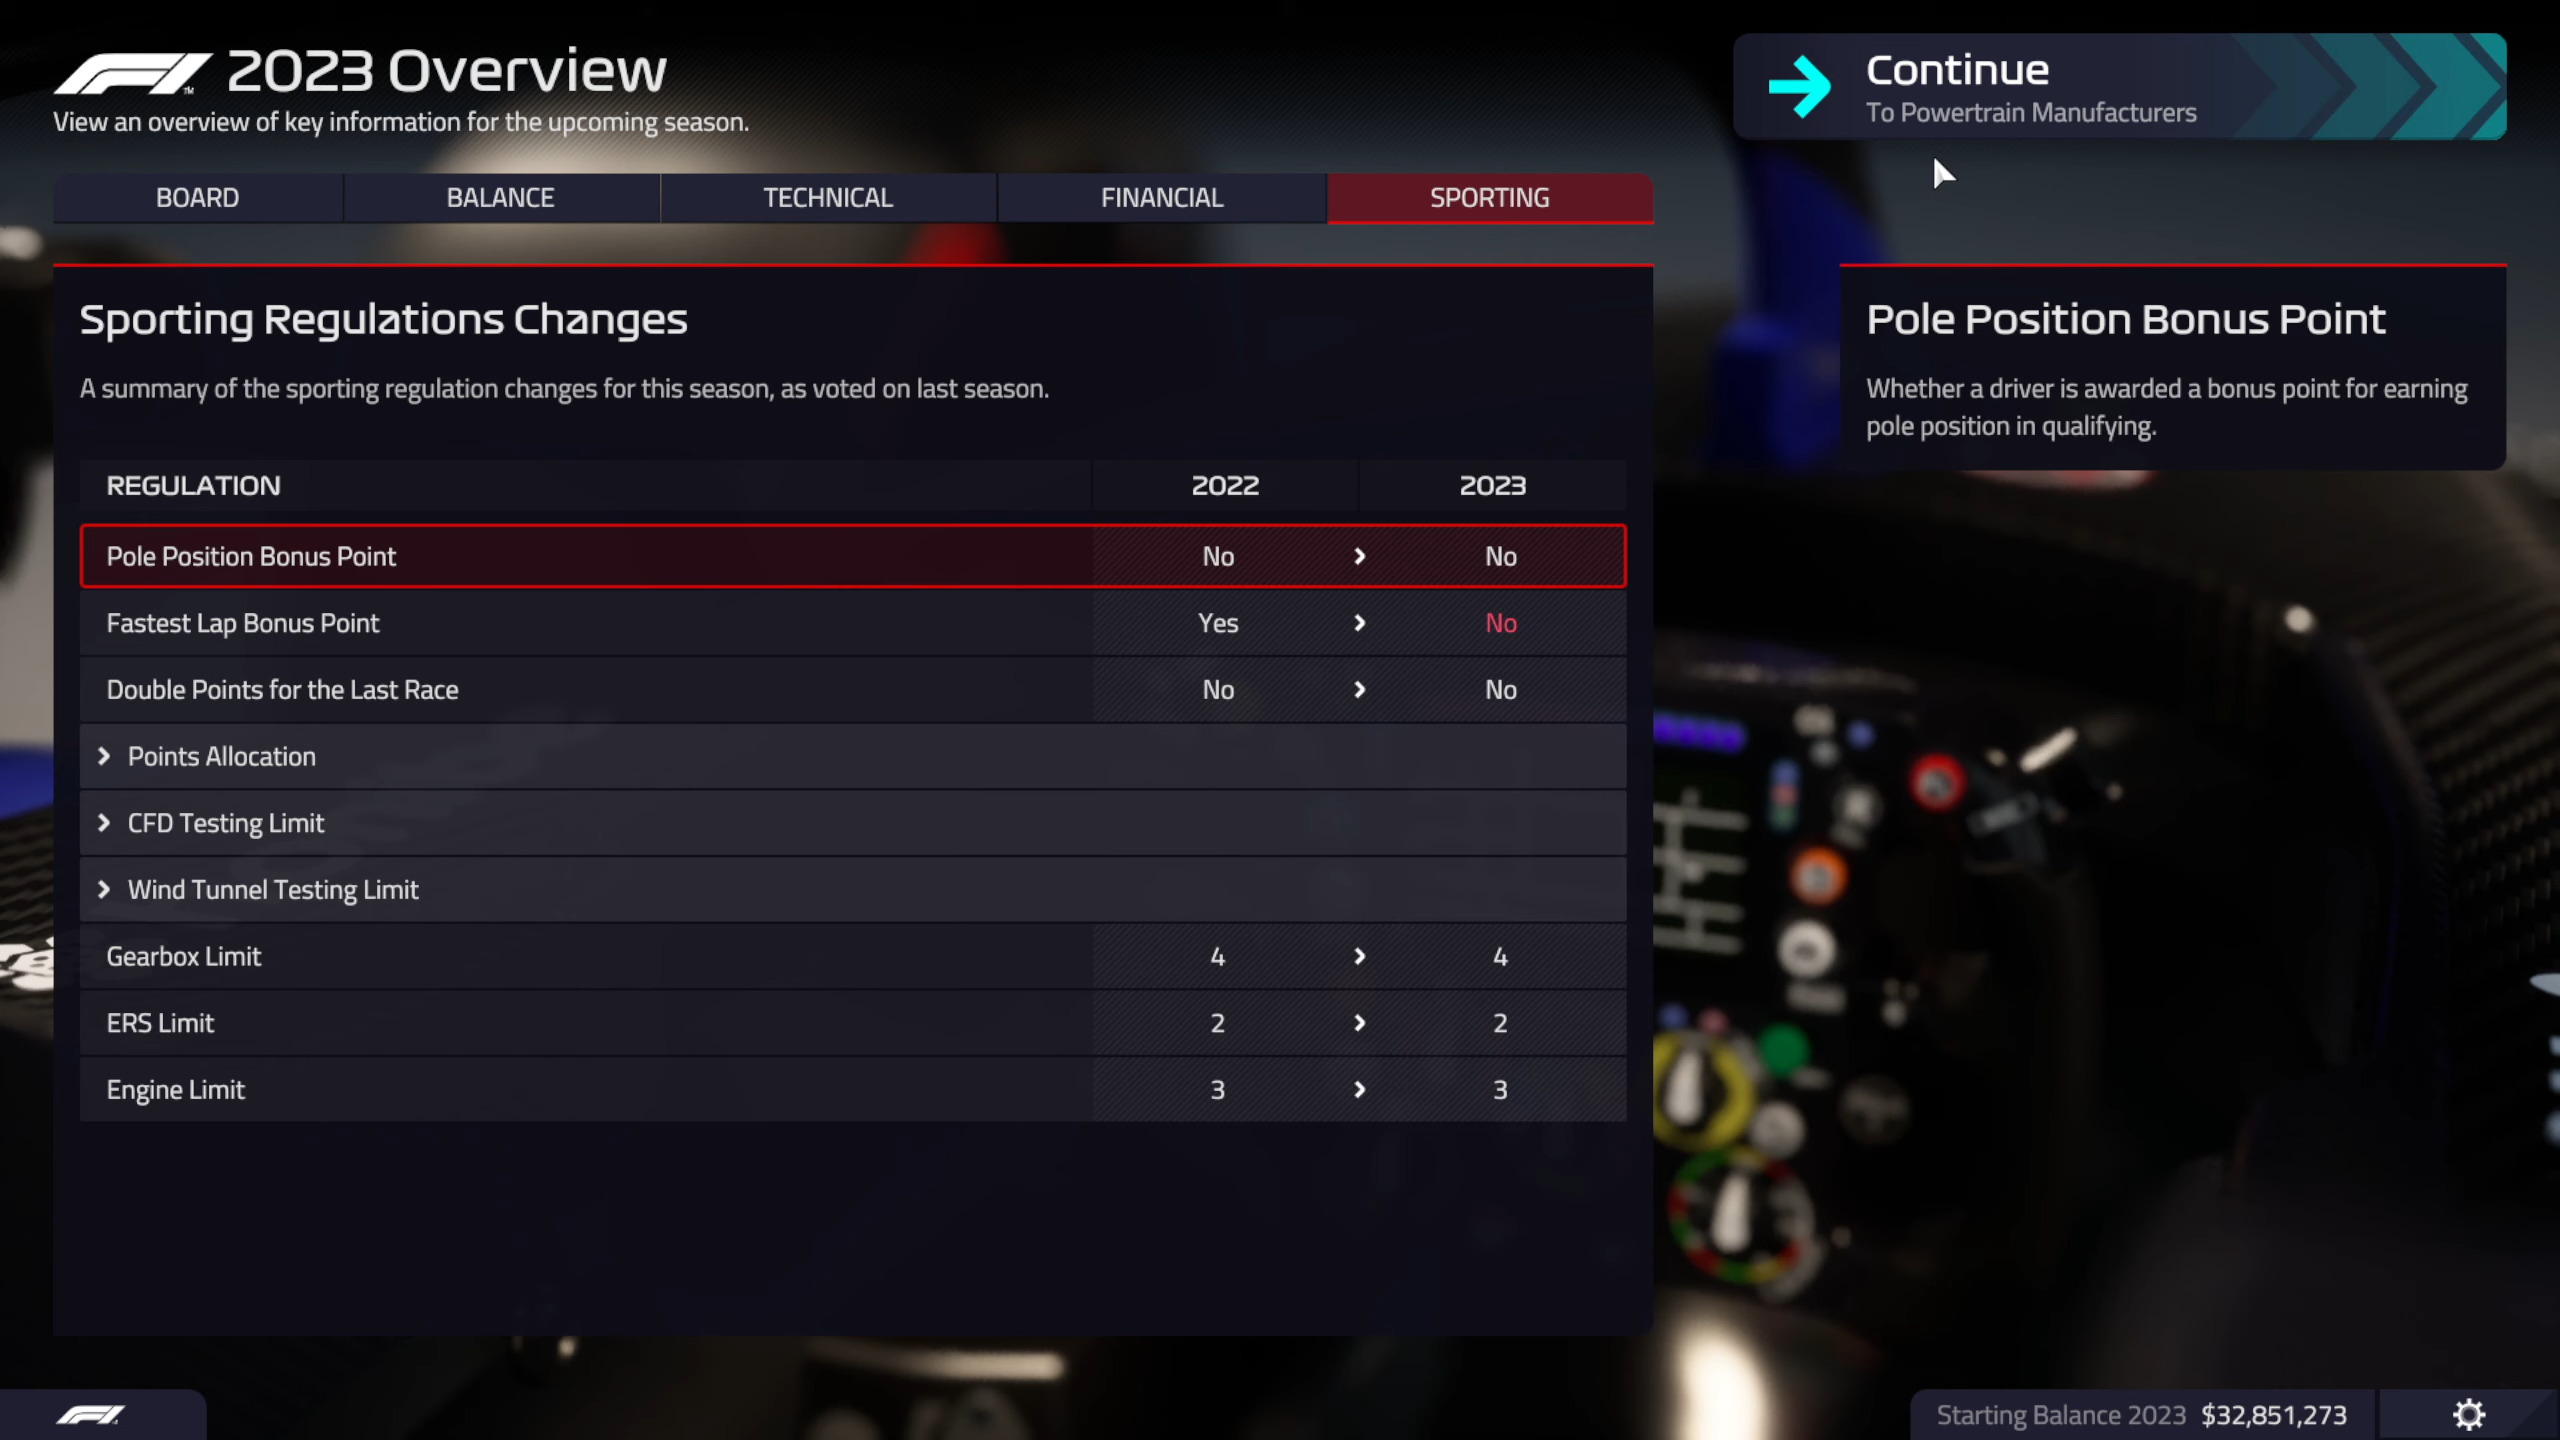 2023 Overview
View an overview of key information for the upcoming season.
Continue
To Powertrain Manufacturers
BOARD
BALANCE
TECHNICAL
FINANCIAL
SPORTING
Sporting Regulations Changes
A summary of the sporting regulation changes for this season, as voted on last season.
REGULATION 2022 2023
Pole Position Bonus Point No > No
Fastest Lap Bonus Point Yes > No
Double Points for the Last Race No > No
> Points Allocation
> CFD Testing Limit
> Wind Tunnel Testing Limit
Gearbox Limit 4 > 4
ERS Limit 2 > 2
Engine Limit 3 > 3
Pole Position Bonus Point
Whether a driver is awarded a bonus point for earning
pole position in qualifying.
Starting Balance 2023 $32,851,273